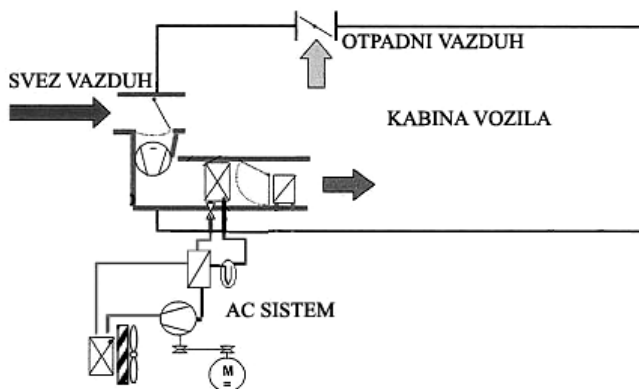 OTPADNI VAZDUH
SVEZ VAZDUH
KABINA VOZILA
AC SISTEM
M
=